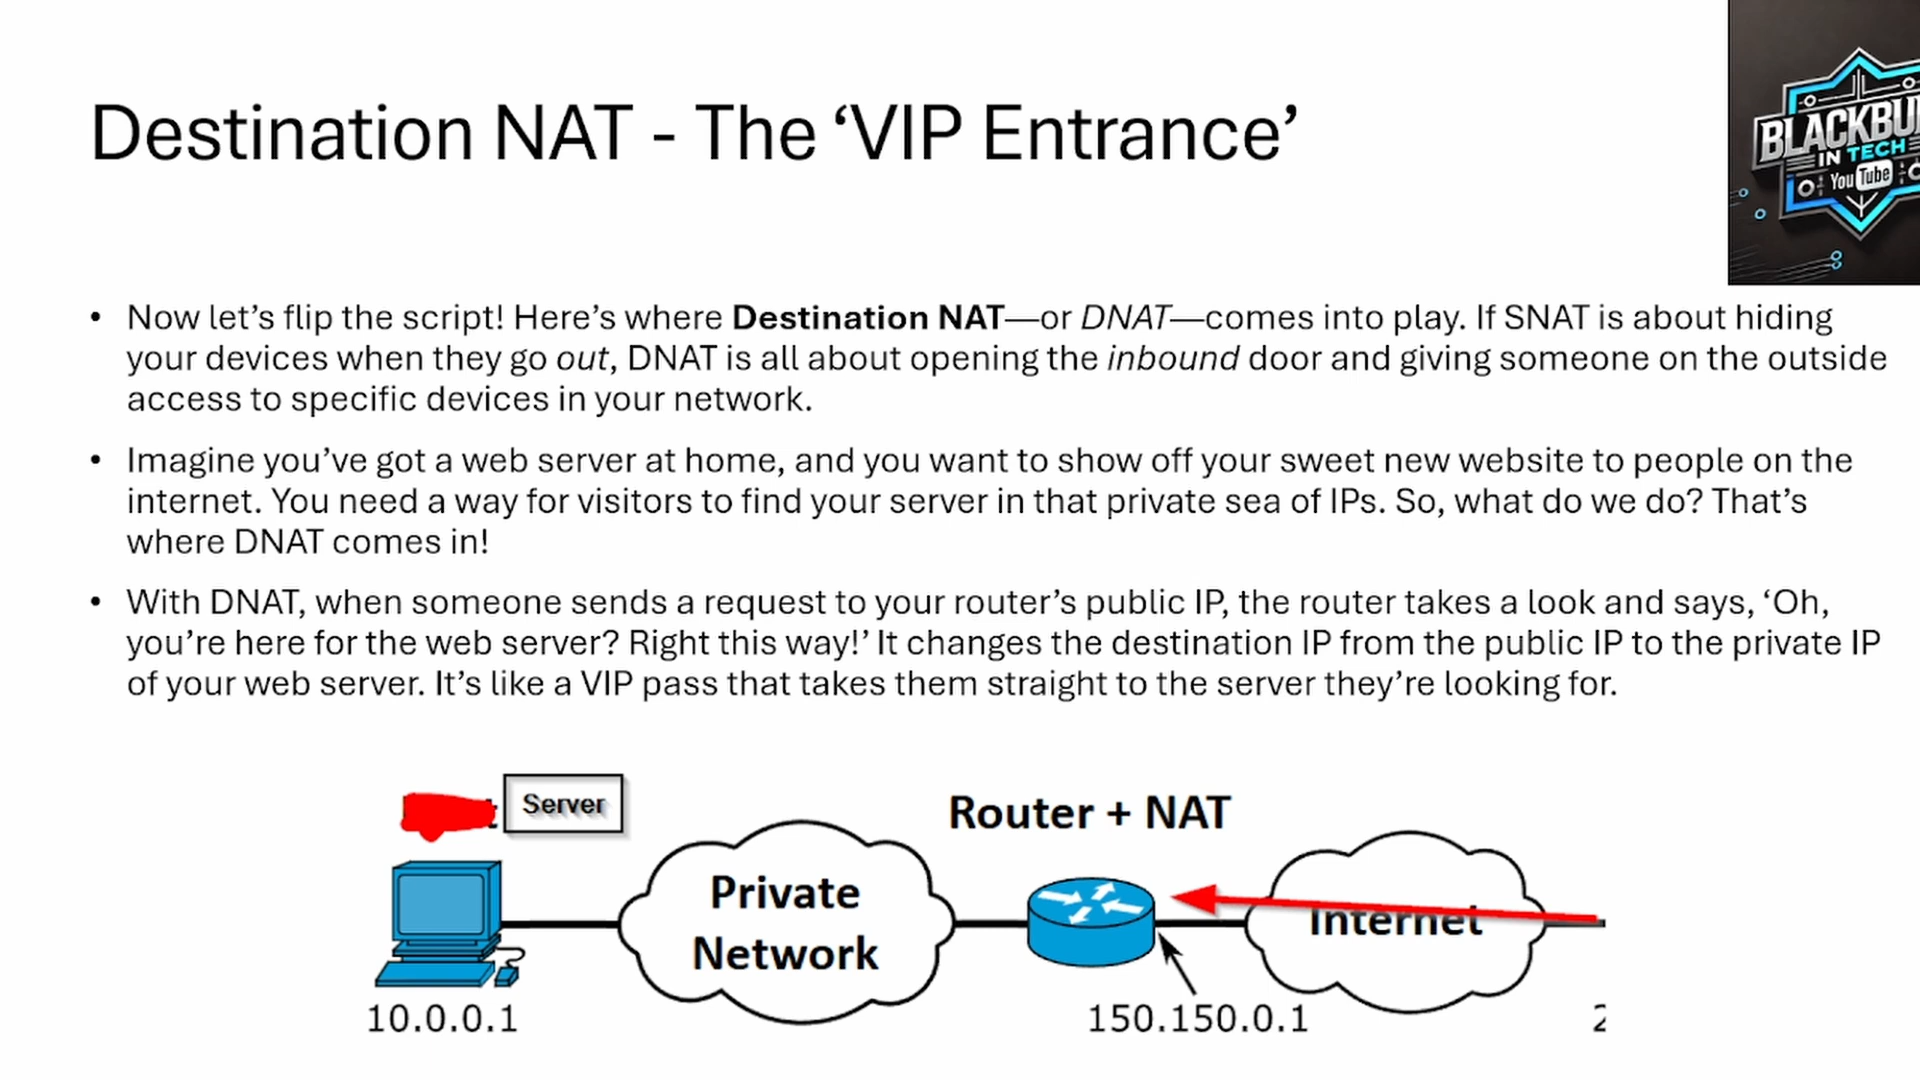 Destination NAT - The ‘VIP Entrance’
IN TECH
YouTube
• Now let’s flip the script! Here’s where Destination NAT—or DNAT—comes into play. If SNAT is about hiding
your devices when they go out, DNAT is all about opening the inbound door and giving someone on the outside
access to specific devices in your network.
• Imagine you’ve got a web server at home, and you want to show off your sweet new website to people on the
internet. You need a way for visitors to find your server in that private sea of IPs. So, what do we do? That’s
where DNAT comes in!
• With DNAT, when someone sends a request to your router’s public IP, the router takes a look and says, ‘Oh,
you’re here for the web server? Right this way!’ It changes the destination IP from the public IP to the private IP
of your web server. It’s like a VIP pass that takes them straight to the server they’re looking for.
Server
Router + NAT
Private
Network
Internet
10.0.0.1
150.150.0.1